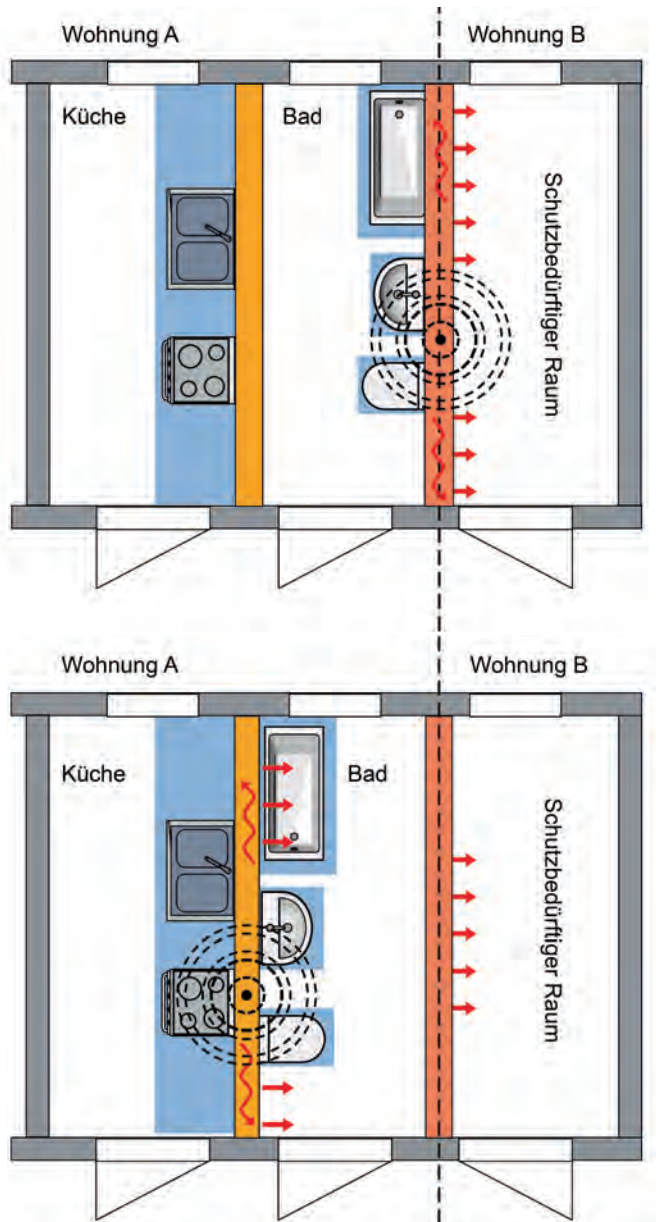 Wohnung A
Wohnung B
Küche
Bad
Schutzbedürftiger Raum
Wohnung A
Wohnung B
Küche
Bad
Schutzbedürftiger Raum